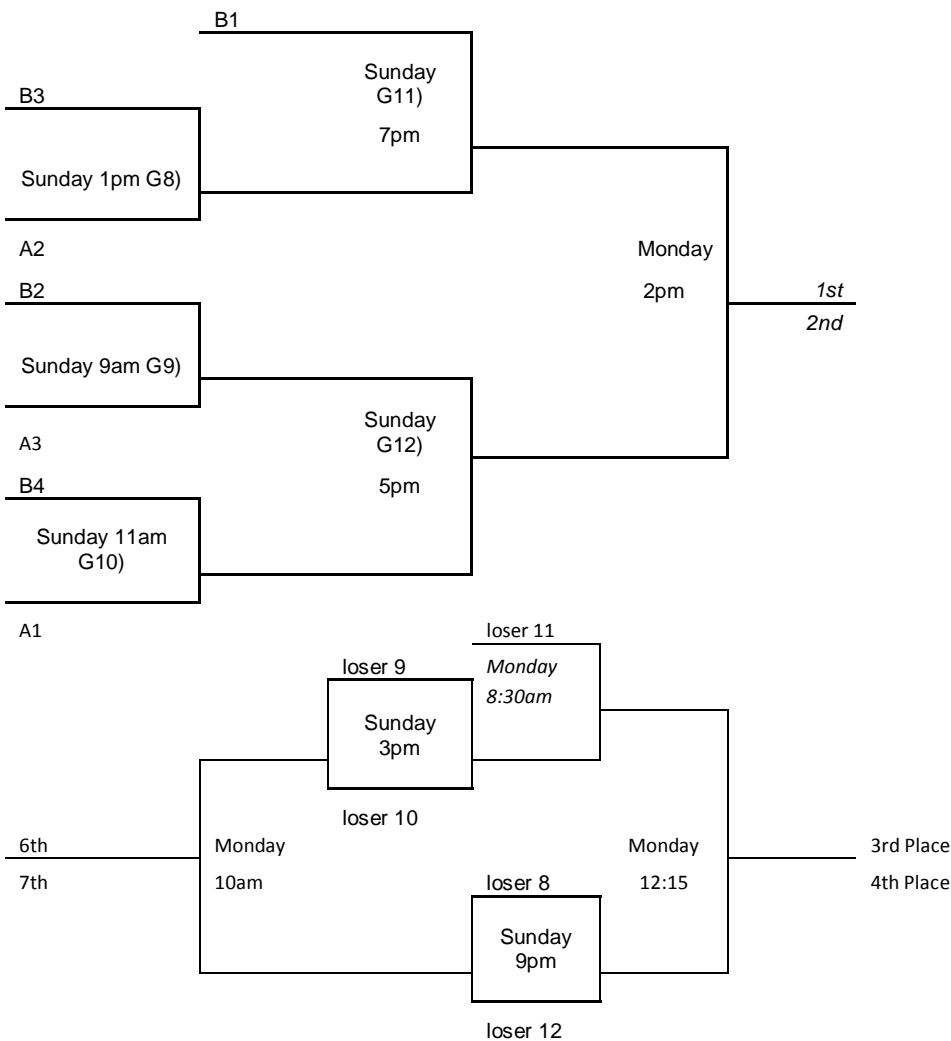 B1
Sunday
G11)
7pm
B3
Sunday 1pm G8)
A2
Monday
2pm
1st
2nd
B2
Sunday 9am G9)
A3
Sunday
G12)
5pm
B4
Sunday 11am
G10)
A1
loser 11
Monday
8:30am
loser 9
Sunday
3pm
loser 10
6th
7th
Monday
10am
Monday
12:15
3rd Place
4th Place
loser 8
Sunday
9pm
loser 12